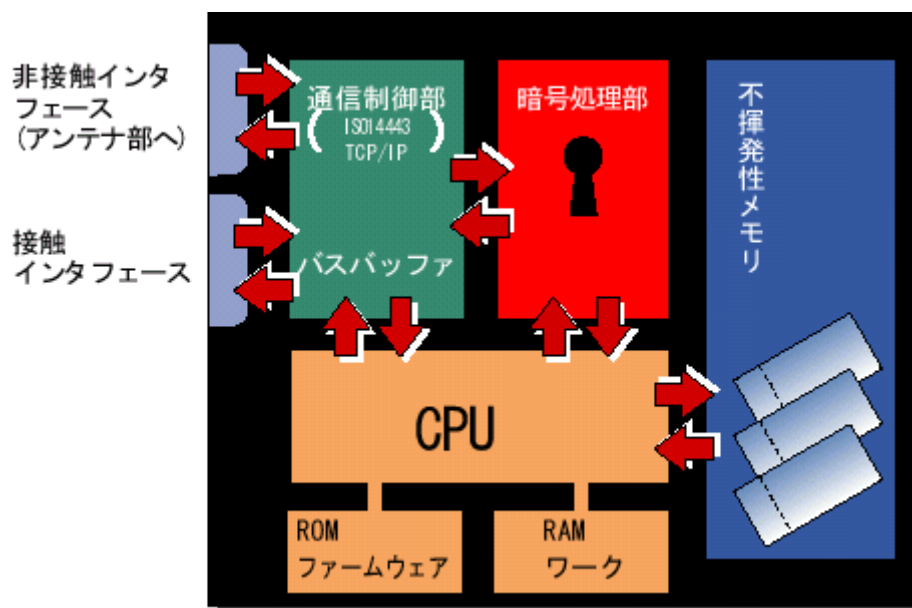 非接触インタ
フェース
(アンテナ部へ)
接触
インタフェース
通信制御部
(ISO14443
TCP/IP)
バスバッファ
暗号処理部
不揮発性メモリ
CPU
ROM
ファームウェア
RAM
ワーク